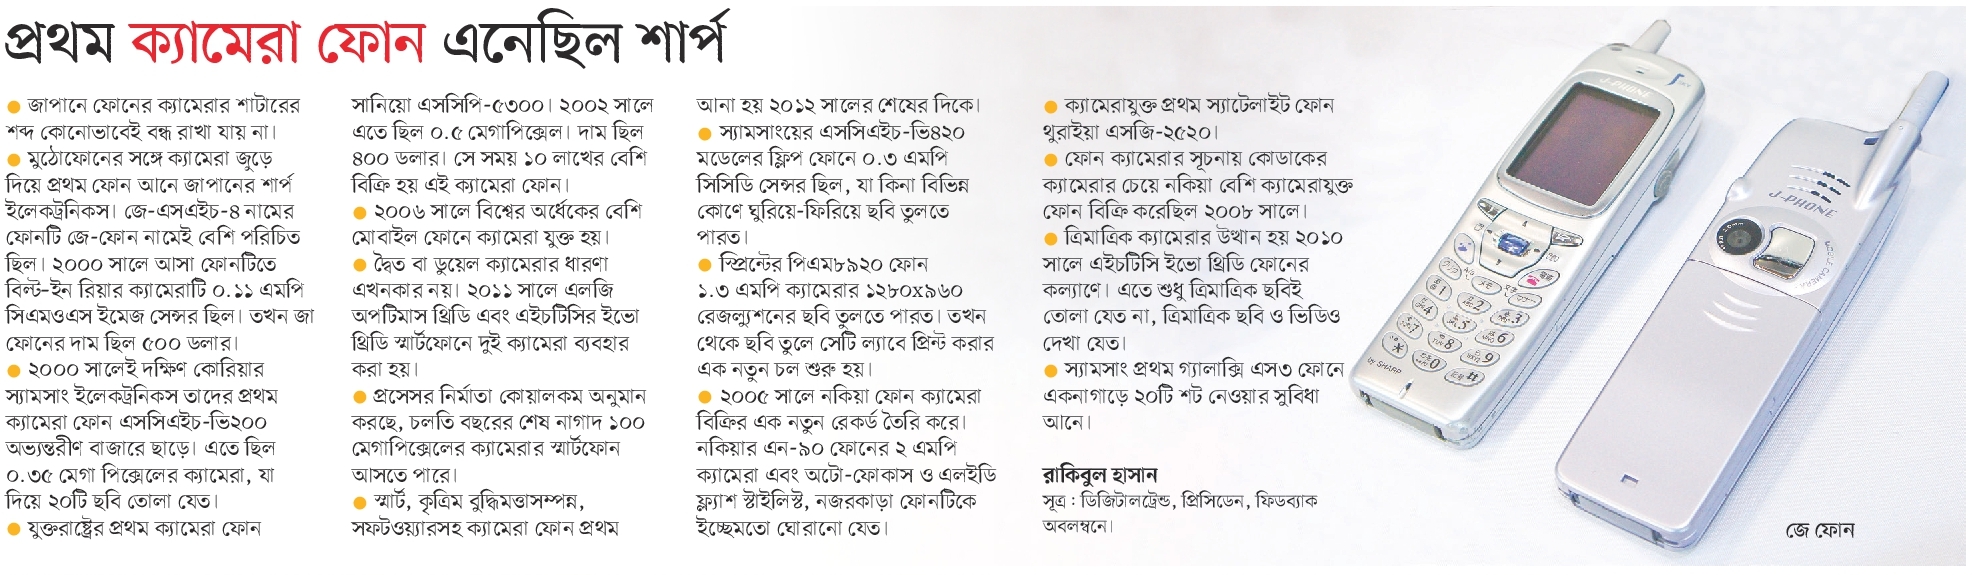 প্রথম ক্যামেরা ফোন এনেছিল শার্প
● জাপানে ফোনের ক্যামেরার শাটারের
শব্দ কোনোভাবেই বন্ধ রাখা যায় না।
● মুঠোফোনের সঙ্গে ক্যামেরা জুড়ে
দিয়ে প্রথম ফোন আনে জাপানের শার্প
ইলেকট্রনিকস। জে-এসএইচ-৪ নামের
ফোনটি জে-ফোন নামেই বেশি পরিচিত
ছিল। ২০০০ সালে আসা ফোনটিতে
বিল্ট-ইন রিয়ার ক্যামেরাটি ০.১১ এমপি
সিএমওএস ইমেজ সেন্সর ছিল। তখন জা
ফোনের দাম ছিল ৫০০ ডলার।
● ২০০০ সালেই দক্ষিণ কোরিয়ার
স্যামসাং ইলেকট্রনিকস তাদের প্রথম
ক্যামেরা ফোন এসসিএইচ-ভি২০০
অভ্যন্তরীণ বাজারে ছাড়ে। এতে ছিল
০.৩৫ মেগা পিক্সেলের ক্যামেরা, যা
দিয়ে ২০টি ছবি তোলা যেত।
● যুক্তরাষ্ট্রের প্রথম ক্যামেরা ফোন
সানিয়ো এসসিপি-৫৩০০। ২০০২ সালে
এতে ছিল ০.৫ মেগাপিক্সেল। দাম ছিল
৪০০ ডলার। সে সময় ১০ লাখের বেশি
বিক্রি হয় এই ক্যামেরা ফোন।
● ২০০৬ সালে বিশ্বের অর্ধেকের বেশি
মোবাইল ফোনে ক্যামেরা যুক্ত হয়।
● দ্বৈত বা ডুয়েল ক্যামেরার ধারণা
এখনকার নয়। ২০১১ সালে এলজি
অপটিমাস থ্রিডি এবং এইচটিসির ইভো
থ্রিডি স্মার্টফোনে দুই ক্যামেরা ব্যবহার
করা হয়।
● প্রসেসর নির্মাতা কোয়ালকম অনুমান
করছে, চলতি বছরের শেষ নাগাদ ১০০
মেগাপিক্সেলের ক্যামেরার স্মার্টফোন
আসতে পারে।
● স্মার্ট, কৃত্রিম বুদ্ধিমত্তাসম্পন্ন,
সফটওয়্যারসহ ক্যামেরা ফোন প্রথম
আনা হয় ২০১২ সালের শেষের দিকে।
● স্যামসাংয়ের এসসিএইচ-ভি৪২০
মডেলের ফ্লিপ ফোনে ০.৩ এমপি
সিসিডি সেন্সর ছিল, যা কিনা বিভিন্ন
কোণে ঘুরিয়ে-ফিরিয়ে ছবি তুলতে
পারত।
● স্প্রিন্টের পিএম৮৯২০ ফোন
১.৩ এমপি ক্যামেরার ১২৮০x৯৬০
রেজল্যুশনের ছবি তুলতে পারত। তখন
থেকে ছবি তুলে সেটি ল্যাবে প্রিন্ট করার
এক নতুন চল শুরু হয়।
● ২০০৫ সালে নকিয়া ফোন ক্যামেরা
বিক্রির এক নতুন রেকর্ড তৈরি করে।
নকিয়ার এন-৯০ ফোনের ২ এমপি
ক্যামেরা এবং অটো-ফোকাস ও এলইডি
ফ্ল্যাশ স্টাইলিস্ট, নজরকাড়া ফোনটিকে
ইচ্ছেমতো ঘোরানো যেত।
● ক্যামেরাযুক্ত প্রথম স্যাটেলাইট ফোন
থুরাইয়া এসজি-২৫২০।
● ফোন ক্যামেরার সূচনায় কোডাকের
ক্যামেরার চেয়ে নকিয়া বেশি ক্যামেরাযুক্ত
ফোন বিক্রি করেছিল ২০০৮ সালে।
● ত্রিমাত্রিক ক্যামেরার উত্থান হয় ২০১০
সালে এইচটিসি ইভো থ্রিডি ফোনের
কল্যাণে। এতে শুধু ত্রিমাত্রিক ছবিই
তোলা যেত না, ত্রিমাত্রিক ছবি ও ভিডিও
দেখা যেত।
● স্যামসাং প্রথম গ্যালাক্সি এস৩ ফোনে
একনাগাড়ে ২০টি শট নেওয়ার সুবিধা
আনে।
রাকিবুল হাসান
সূত্র : ডিজিটালট্রেন্ড, প্রিসিডেন, ফিডব্যাক
অবলম্বনে।
J-PHONE
by SHARP
J-PHONE
MOBILE CAMERA
জে ফোন